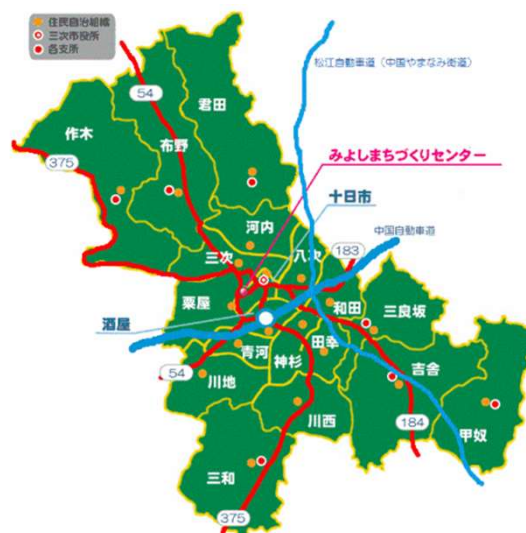 住民自治組織
三次市役所
各支所
松江自動車道（中国やまなみ街道）
54
君田
作木
布野
375
みよしまちづくりセンター
十日市
河内
中国自動車道
三次
八次
183
粟屋
和田
三良坂
酒屋
青河
田幸
神杉
吉舎
54
川地
川西
184
甲奴
三和
375